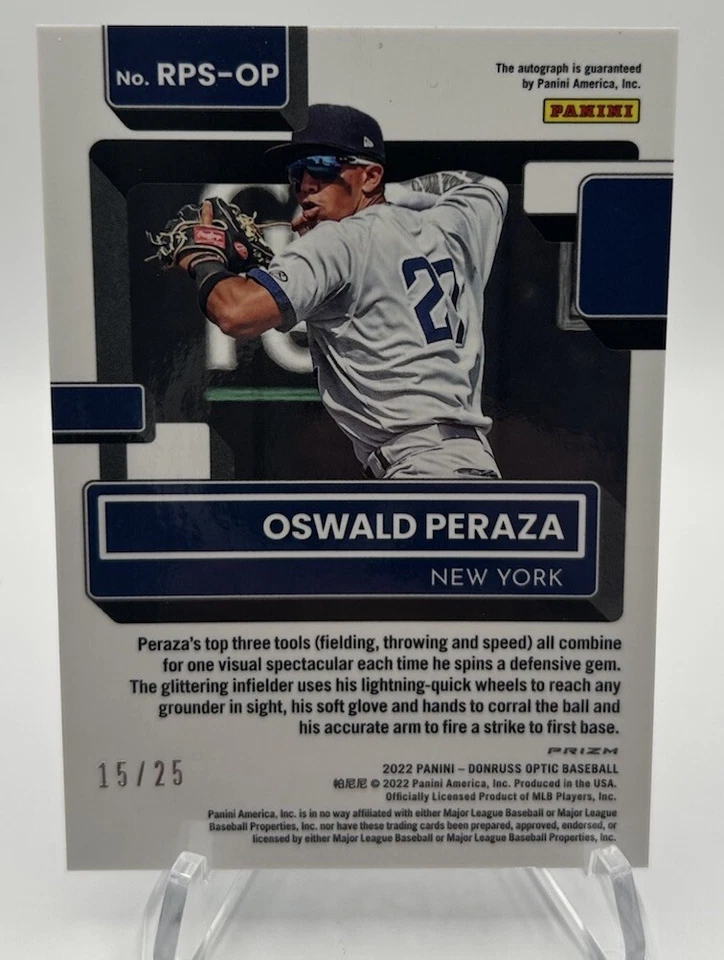 No. RPS-OP
The autograph is guaranteed
by Panini America, Inc.
PANINI
27
OSWALD PERAZA
NEW YORK
Peraza's top three tools (fielding, throwing and speed) all combine
for one visual spectacular each time he spins a defensive gem.
The glittering infielder uses his lightning-quick wheels to reach any
grounder in sight, his soft glove and hands to corral the ball and
his accurate arm to fire a strike to first base.
PRIZM
15/25
2022 PANINI – DONRUSS OPTIC BASEBALL
帕尼尼 © 2022 Panini America, Inc. Produced in the USA.
Officially Licensed Product of MLB Players, Inc.
Panini America, Inc. is in no way affiliated with either Major League Baseball or Major League
Baseball Properties, Inc. nor have these trading cards been prepared, approved, endorsed, or
licensed by either Major League Baseball or Major League Baseball Properties, Inc.